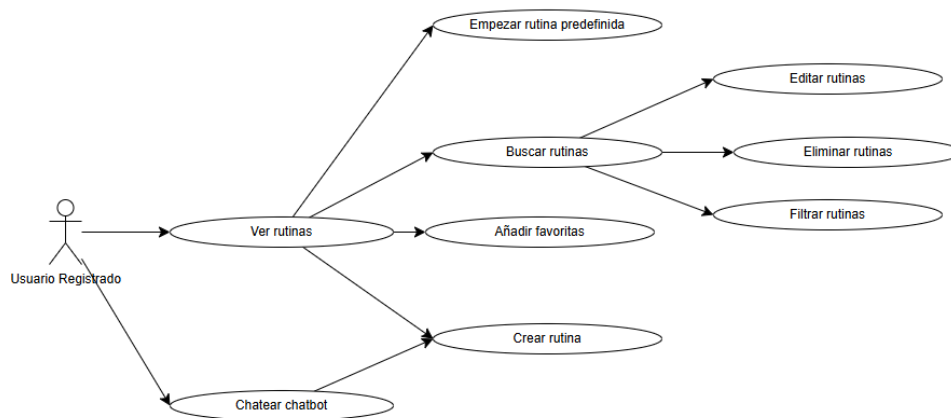 Empezar rutina predefinida
Editar rutinas
Buscar rutinas
Eliminar rutinas
Filtrar rutinas
Ver rutinas
Añadir favoritas
Usuario Registrado
Crear rutina
Chatear chatbot